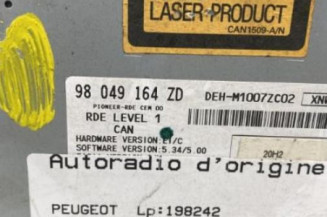 LASER PRODUCT
CAN1509-A/N
98 049 164 ZD
DEH-M1007ZC02
PIONEER-RDC CEM 00
RDE LEVEL 1
CAN
HARDWARE VERSION:
SOFTWARE VERSION:5.34/5.00
20H2
Autoradio d'origine
PEUGEOT Lp:198242